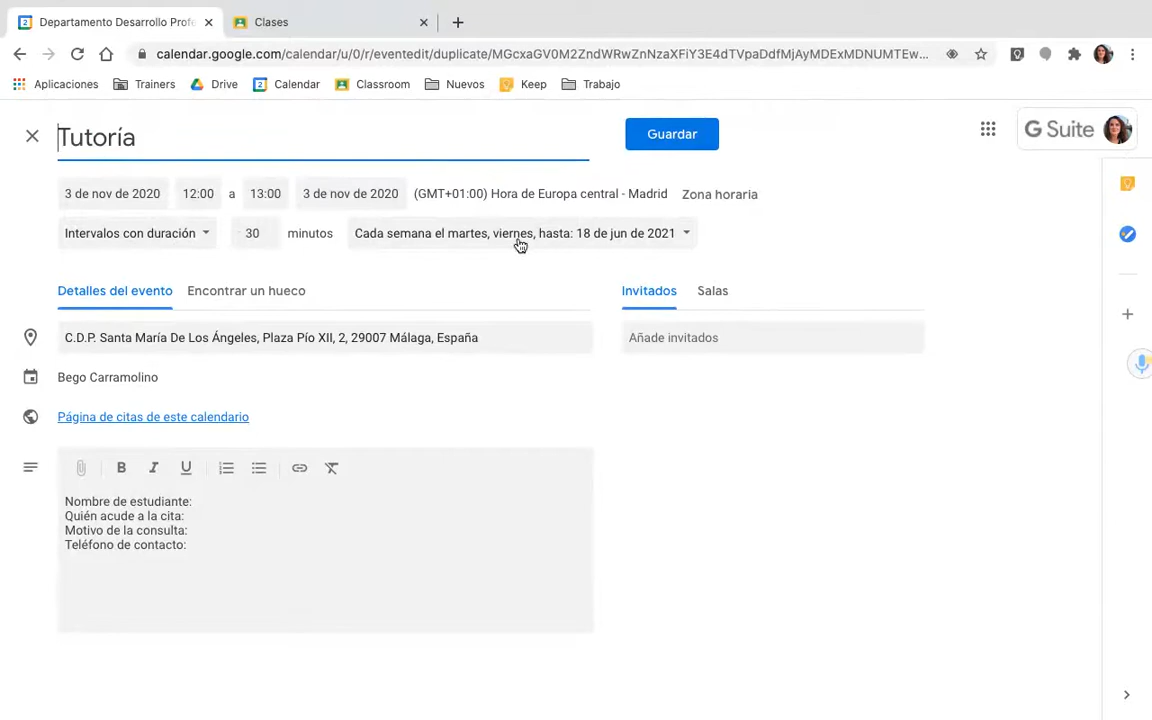 Departamento Desarrollo Profe
Clases
calendar.google.com/calendar/u/0/r/eventedit/duplicate/MGcxaGV0M2ZndWRwZnNzaXFiY3E4dTVpaDdfMjAyMDExMDNUMTEw...
Aplicaciones Trainers Drive Calendar Classroom Nuevos Keep Trabajo
Tutoría Guardar G Suite
3 de nov de 2020 12:00 a 13:00 3 de nov de 2020 (GMT+01:00) Hora de Europa central - Madrid Zona horaria
Intervalos con duración 30 minutos Cada semana el martes, viernes, hasta: 18 de jun de 2021
Detalles del evento Encontrar un hueco Invitados Salas
C.D.P. Santa María De Los Ángeles, Plaza Pío XII, 2, 29007 Málaga, España Añade invitados
Bego Carramolino
Página de citas de este calendario
B I U
Nombre de estudiante:
Quién acude a la cita:
Motivo de la consulta:
Teléfono de contacto: